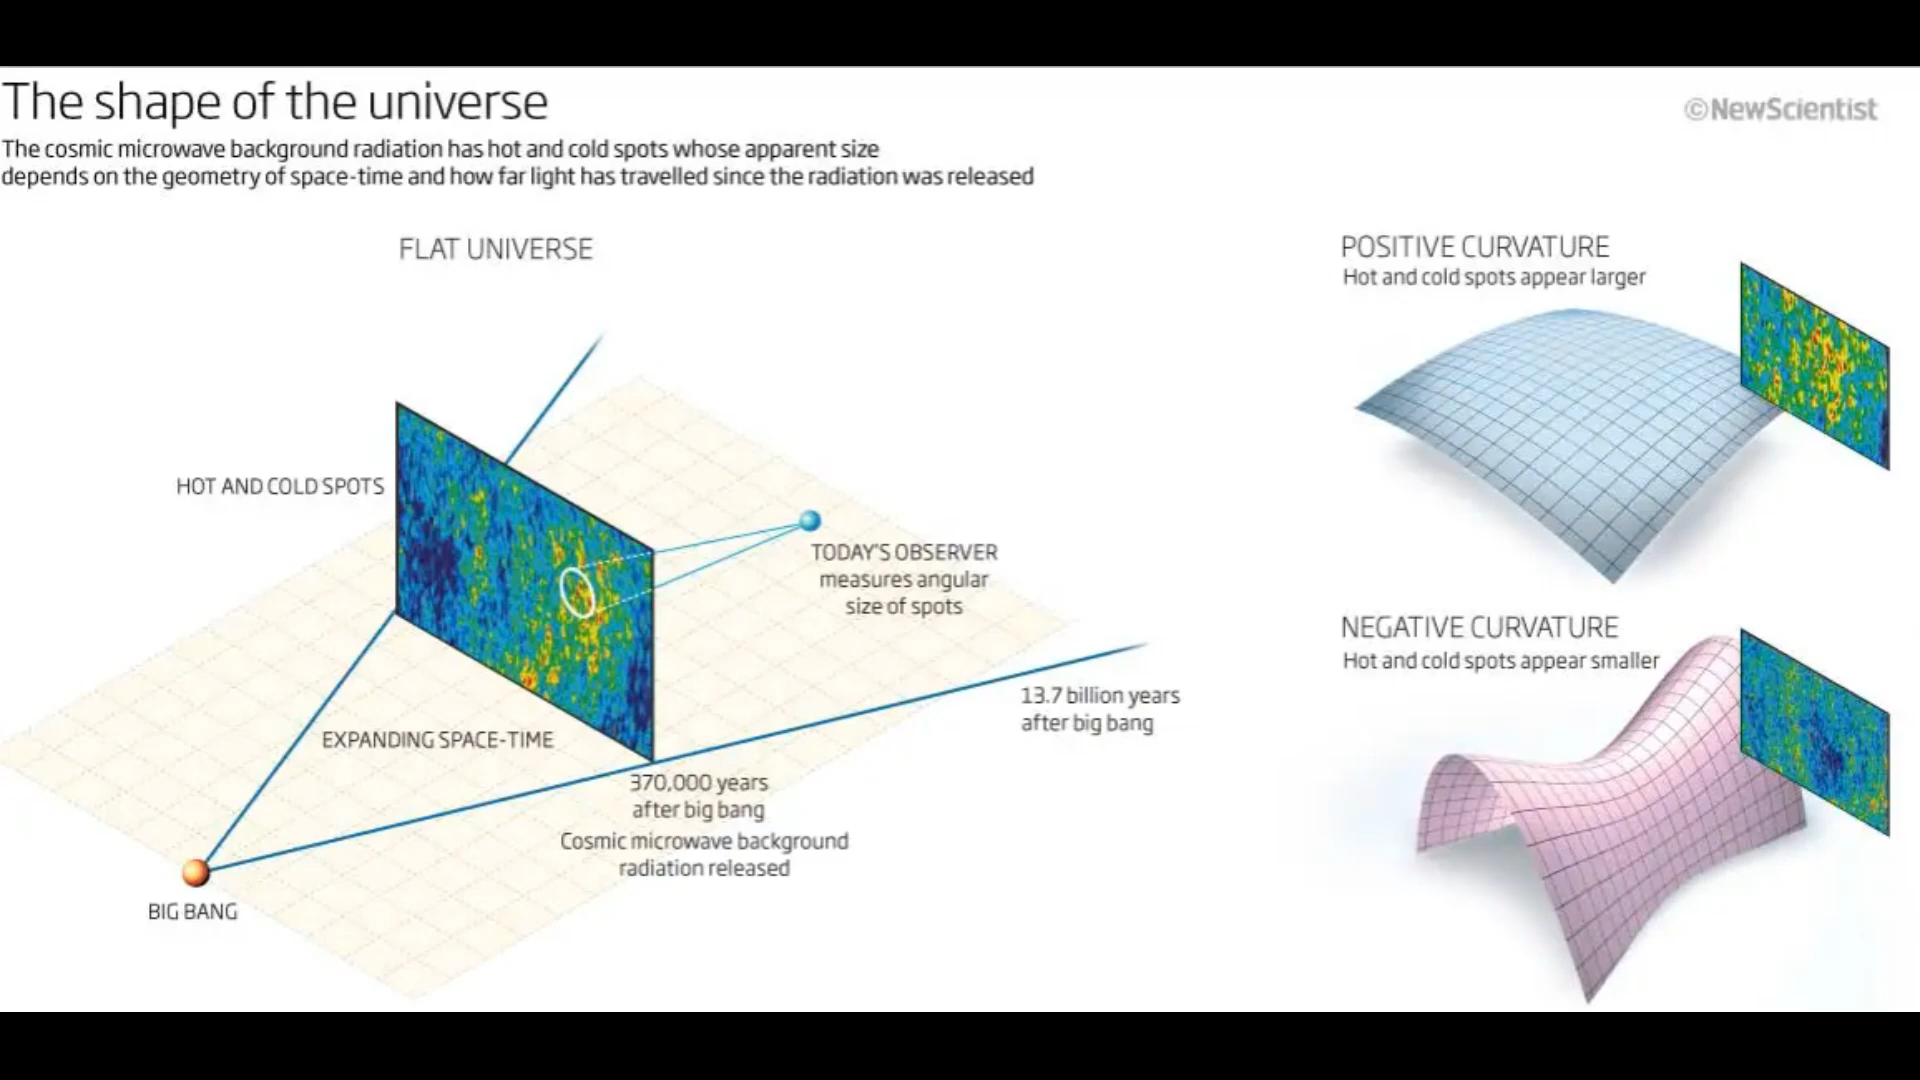 The shape of the universe
©NewScientist
The cosmic microwave background radiation has hot and cold spots whose apparent size
depends on the geometry of space-time and how far light has travelled since the radiation was released
FLAT UNIVERSE
HOT AND COLD SPOTS
TODAY'S OBSERVER
measures angular
size of spots
EXPANDING SPACE-TIME
13.7 billion years
after big bang
370,000 years
after big bang
Cosmic microwave background
radiation released
BIG BANG
POSITIVE CURVATURE
Hot and cold spots appear larger
NEGATIVE CURVATURE
Hot and cold spots appear smaller